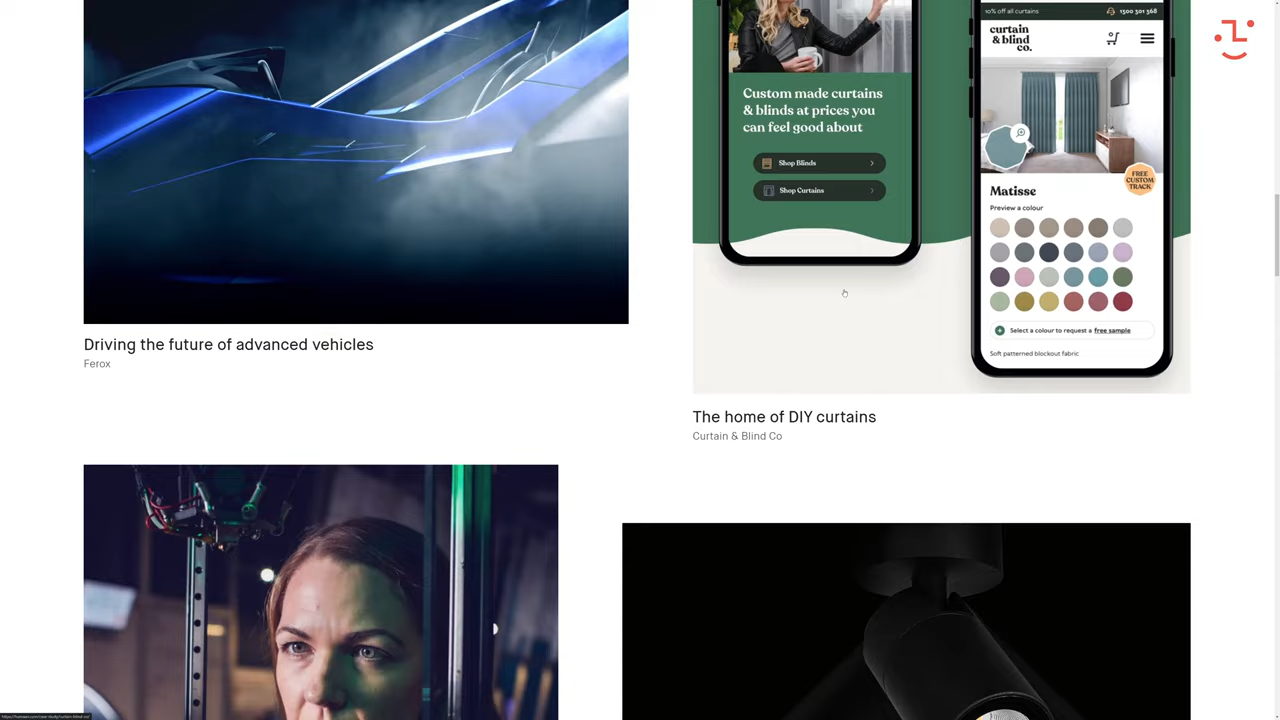 10% off all curtains
1300 301 368
curtain
& blind
co.
Custom made curtains
& blinds at prices you
can feel good about
Shop Blinds
Shop Curtains
FREE
CUSTOM
TRACK
Matisse
Preview a colour
Select a colour to request a free sample
Soft patterned blockout fabric
Driving the future of advanced vehicles
Ferox
The home of DIY curtains
Curtain & Blind Co